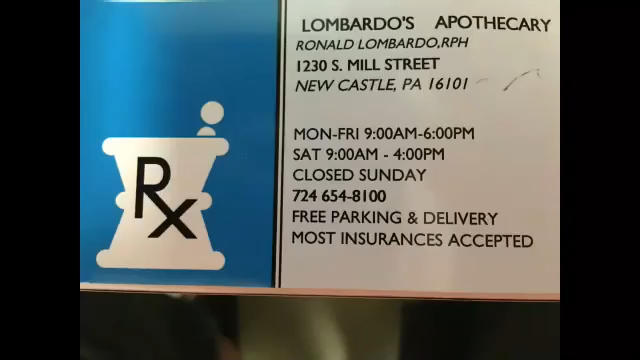 LOMBARDO'S APOTHECARY
RONALD LOMBARDO,RPH
1230 S. MILL STREET
NEW CASTLE, PA 16101
MON-FRI 9:00AM-6:00PM
SAT 9:00AM - 4:00PM
CLOSED SUNDAY
724 654-8100
FREE PARKING & DELIVERY
MOST INSURANCES ACCEPTED
Rx